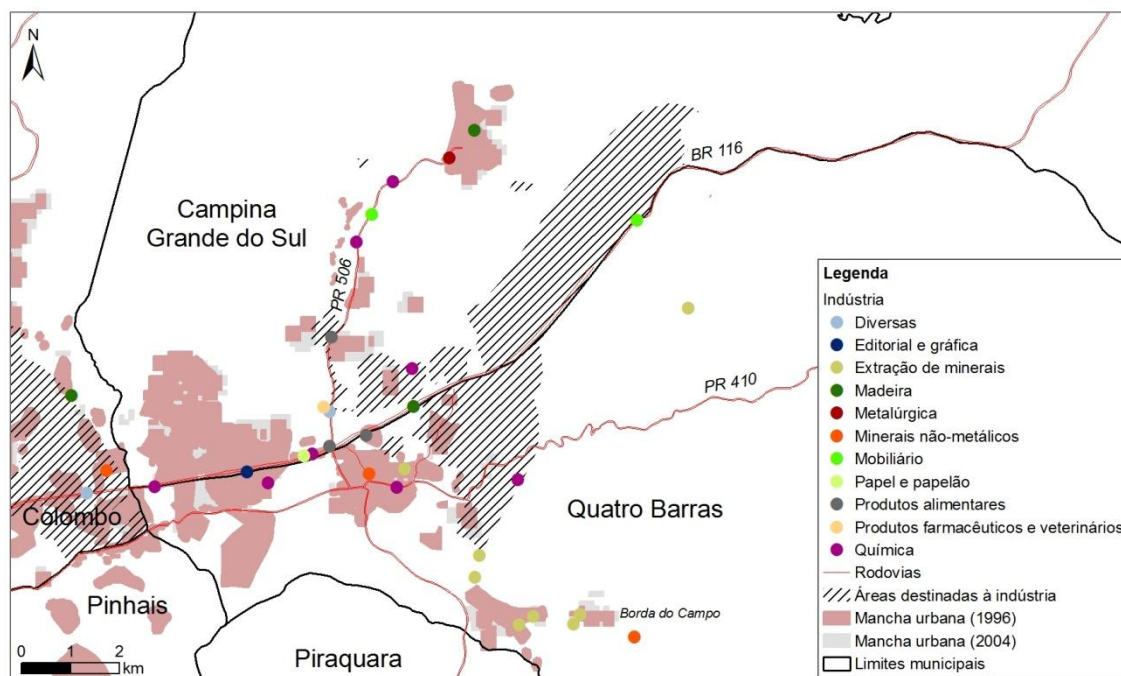 N
BR 116
Campina
Grande do Sul
PR 506
PR 410
Colombo
Quatro Barras
Pinhais
Borda do Campo
Piraquara
0 1 2
km
Legenda
Indústria
Diversas
Editorial e gráfica
Extração de minerais
Madeira
Metalúrgica
Minerais não-metálicos
Mobiliário
Papel e papelão
Produtos alimentares
Produtos farmacêuticos e veterinários
Química
Rodovias
Áreas destinadas à indústria
Mancha urbana (1996)
Mancha urbana (2004)
Limites municipais